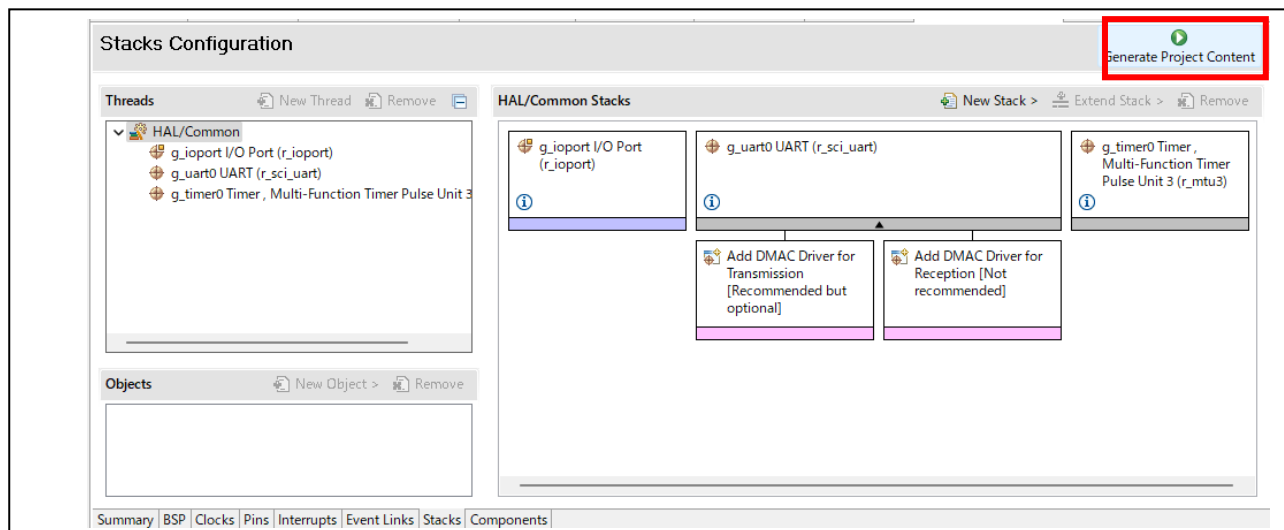 Stacks Configuration
Generate Project Content
Threads
New Thread
Remove
HAL/Common
g_ioport I/O Port (r_ioport)
g_uart0 UART (r_sci_uart)
g_timer0 Timer , Multi-Function Timer Pulse Unit 3
HAL/Common Stacks
New Stack >
Extend Stack >
Remove
g_ioport I/O Port
(r_ioport)
g_uart0 UART (r_sci_uart)
g_timer0 Timer ,
Multi-Function Timer
Pulse Unit 3 (r_mtu3)
Add DMAC Driver for
Transmission
[Recommended but
optional]
Add DMAC Driver for
Reception [Not
recommended]
Objects
New Object >
Remove
Summary BSP Clocks Pins Interrupts Event Links Stacks Components